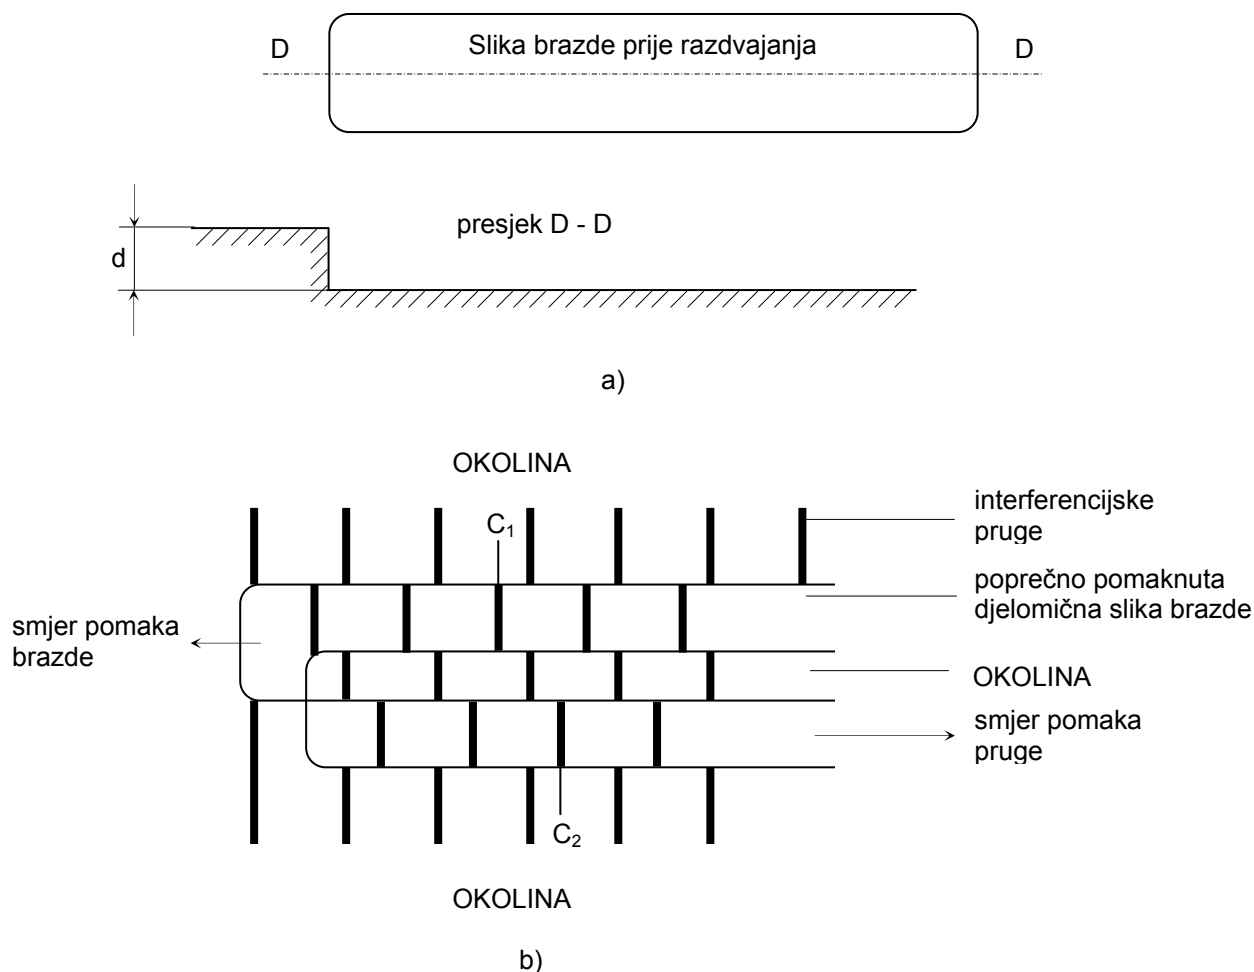 Slika brazde prije razdvajanja
D
D
presjek D - D
d
a)
OKOLINA
C₁
interferencijske
pruge
poprečno pomaknuta
djelomična slika brazde
smjer pomaka
brazde
OKOLINA
smjer pomaka
pruge
C₂
OKOLINA
b)